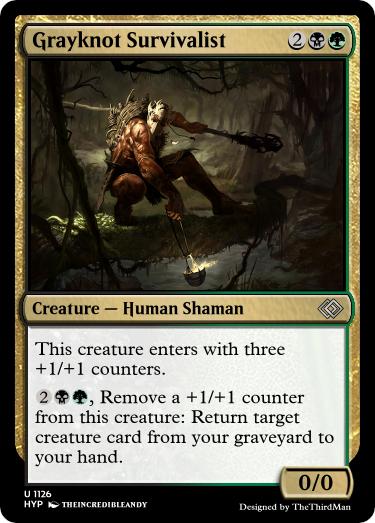 Grayknot Survivalist 2
Creature — Human Shaman
This creature enters with three
+1/+1 counters.
2, Remove a +1/+1 counter
from this creature: Return target
creature card from your graveyard to
your hand.
0/0
U 1126
HYP THEINCREDIBLEANDY
Designed by TheThirdMan